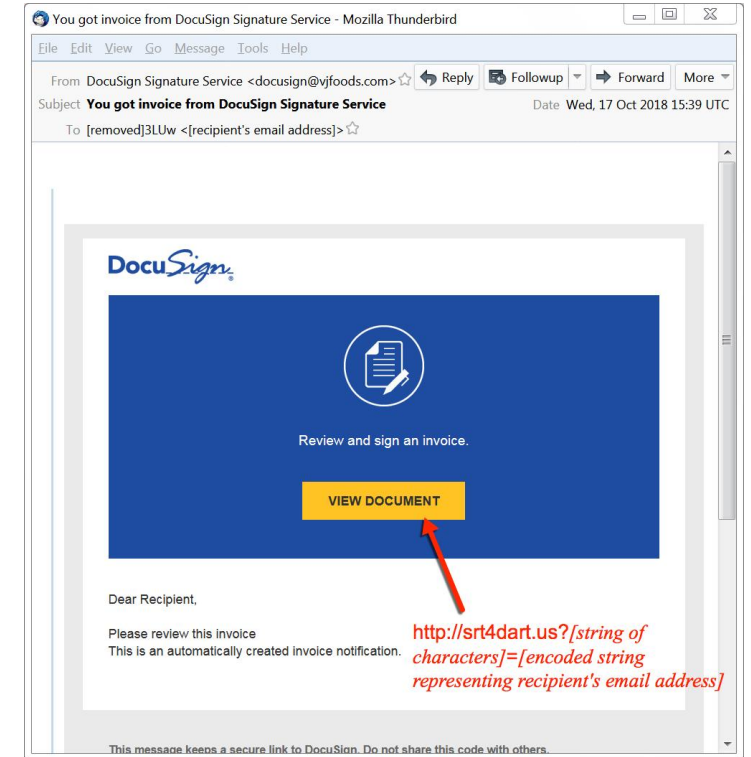 You got invoice from DocuSign Signature Service - Mozilla Thunderbird
File Edit View Go Message Tools Help
From DocuSign Signature Service <docusign@vjfoods.com> Reply Followup Forward More
Subject You got invoice from DocuSign Signature Service Date Wed, 17 Oct 2018 15:39 UTC
To [removed]3LUw <[recipient's email address]>
DocuSign®
Review and sign an invoice.
VIEW DOCUMENT
Dear Recipient,
Please review this invoice
This is an automatically created invoice notification.
http://srt4dart.us?[string of
characters]=[encoded string
representing recipient's email address]
This message keeps a secure link to DocuSign. Do not share this code with others.